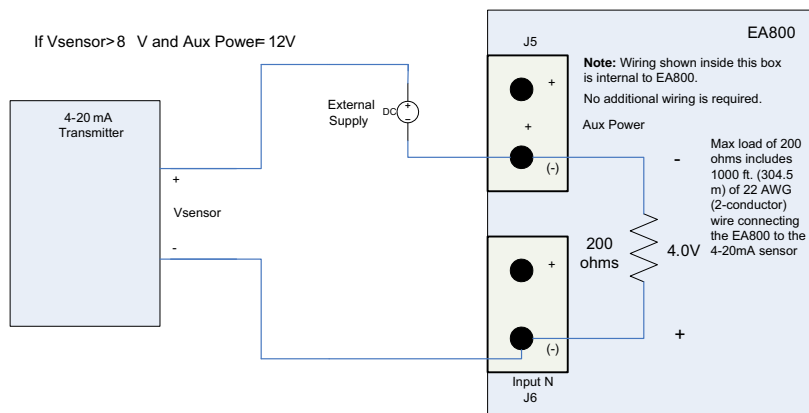 If Vsensor>8 V and Aux Power= 12V
EA800
J5
Note: Wiring shown inside this box
is internal to EA800.
No additional wiring is required.
4-20 mA
Transmitter
External
Supply
DC
+
−
+
+
(-)
Aux Power
+
Vsensor
-
-
Max load of 200
ohms includes
1000 ft. (304.5
m) of 22 AWG
(2-conductor)
wire connecting
the EA800 to the
4-20mA sensor
200
ohms
4.0V
+
+
(-)
Input N
J6